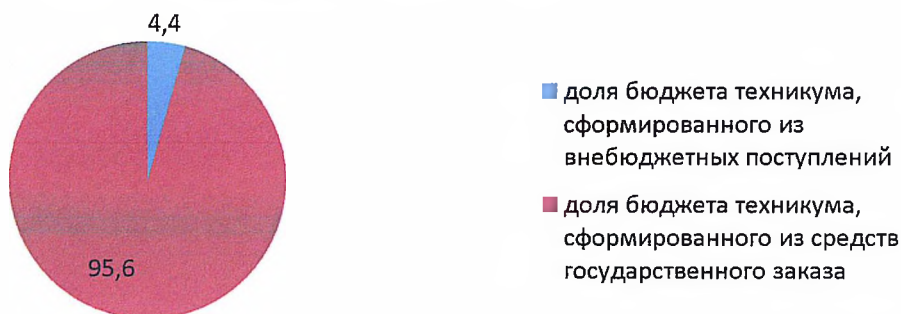 4,4
доля бюджета техникума,
сформированного из
внебюджетных поступлений
доля бюджета техникума,
сформированного из средств
государственного заказа
95,6